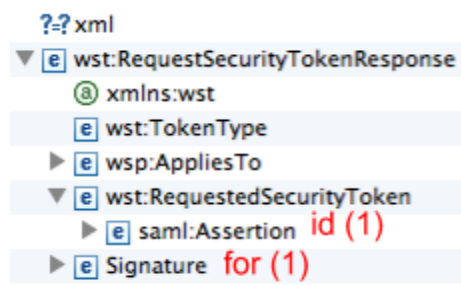 ?=? xml
e wst:RequestSecurityTokenResponse
a xmlns:wst
e wst:TokenType
e wsp:AppliesTo
e wst:RequestedSecurityToken
e saml:Assertion id (1)
e Signature for (1)